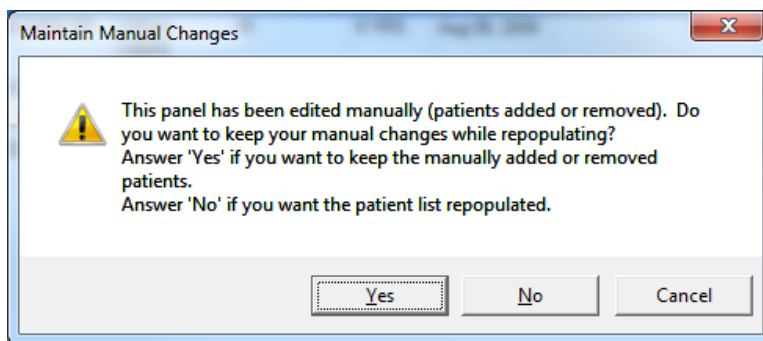 Maintain Manual Changes
This panel has been edited manually (patients added or removed).  Do
you want to keep your manual changes while repopulating?
Answer 'Yes' if you want to keep the manually added or removed
patients.
Answer 'No' if you want the patient list repopulated.
Yes
No
Cancel